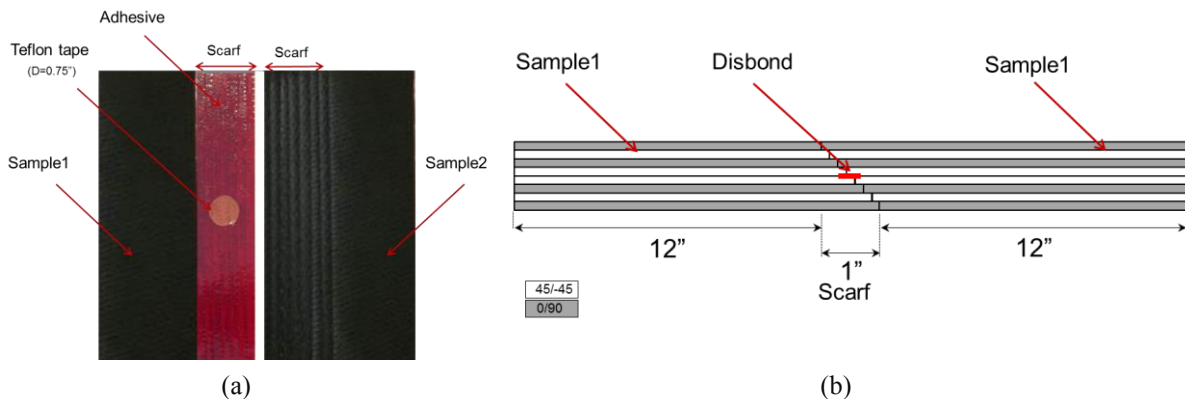 Adhesive
Teflon tape
(D=0.75")
Scarf
Scarf
Sample1
Sample2
(a)
Sample1
Disbond
Sample1
12”
12”
1”
Scarf
45/-45
0/90
(b)